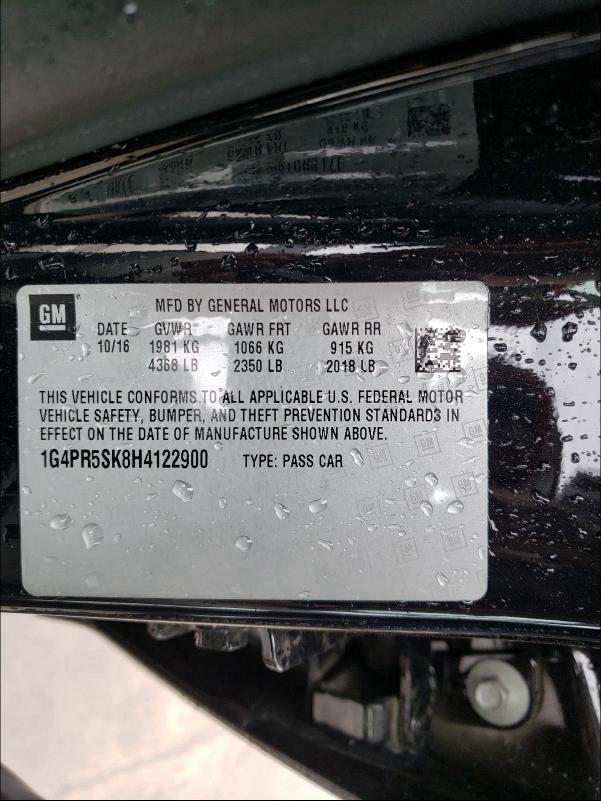 GM
MFD BY GENERAL MOTORS LLC
DATE GVWR GAWR FRT GAWR RR
10/16 1981 KG 1066 KG 915 KG
4368 LB 2350 LB 2018 LB
THIS VEHICLE CONFORMS TO ALL APPLICABLE U.S. FEDERAL MOTOR
VEHICLE SAFETY, BUMPER, AND THEFT PREVENTION STANDARDS IN
EFFECT ON THE DATE OF MANUFACTURE SHOWN ABOVE.
1G4PR5SK8H4122900 TYPE: PASS CAR